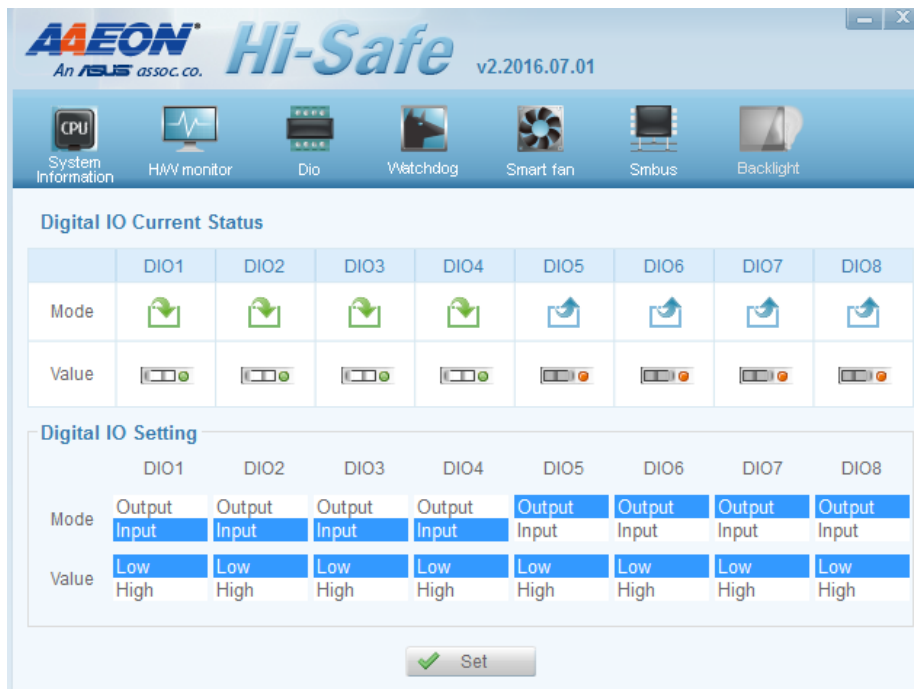 AAEON
An ASUS assoc. co.
Hi-Safe
v2.2016.07.01
CPU
System Information
H/W monitor
Dio
Watchdog
Smart fan
Smbus
Backlight
Digital IO Current Status
DIO1 DIO2 DIO3 DIO4 DIO5 DIO6 DIO7 DIO8
Mode
Value
Digital IO Setting
DIO1 DIO2 DIO3 DIO4 DIO5 DIO6 DIO7 DIO8
Mode
Output Output Output Output Output Output Output Output
Input Input Input Input Input Input Input Input
Value
Low Low Low Low Low Low Low Low
High High High High High High High High
Set